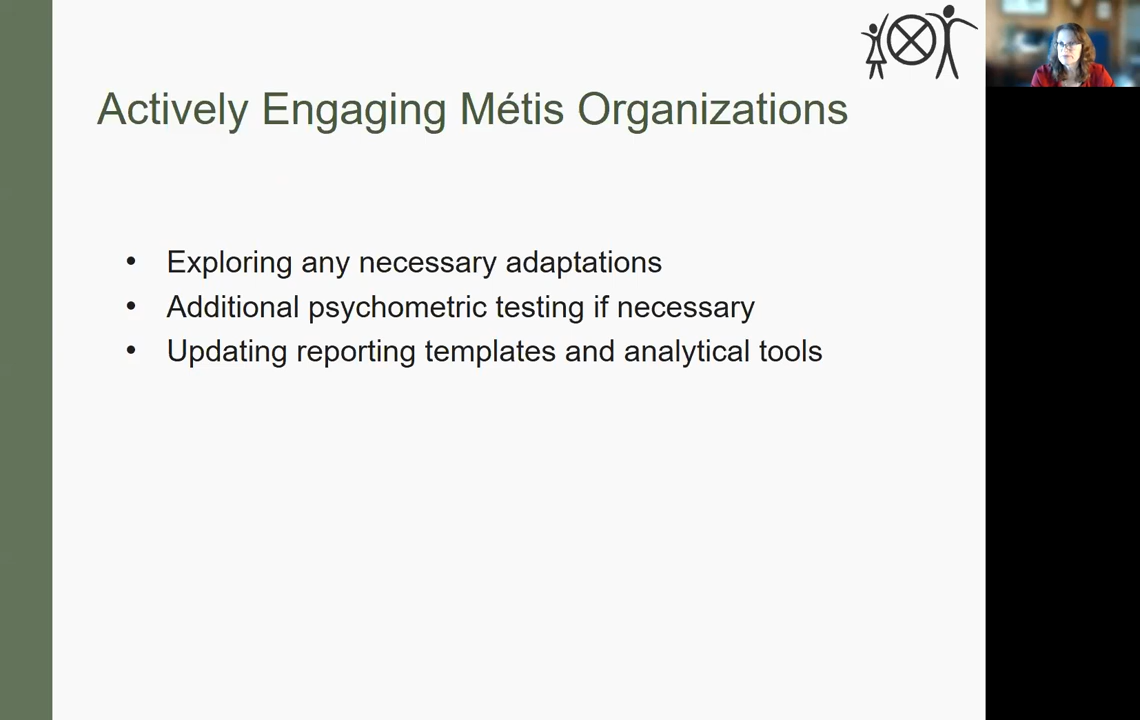 Actively Engaging Métis Organizations
• Exploring any necessary adaptations
• Additional psychometric testing if necessary
• Updating reporting templates and analytical tools